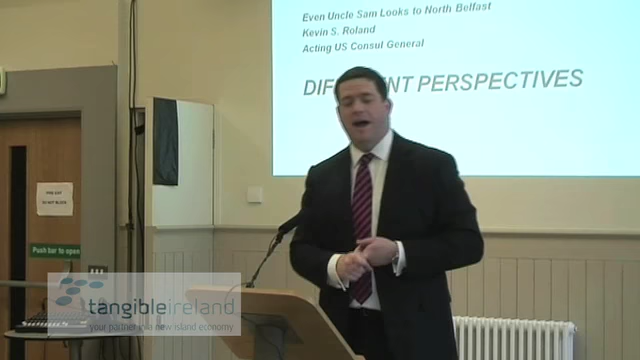 Even Uncle Sam Looks to North Belfast
Kevin S. Roland
Acting US Consul General
DIF ENT PERSPECTIVES
FIRE EXIT
DO NOT BLOCK
Push bar to open
tangibleireland
your partner in a new island economy